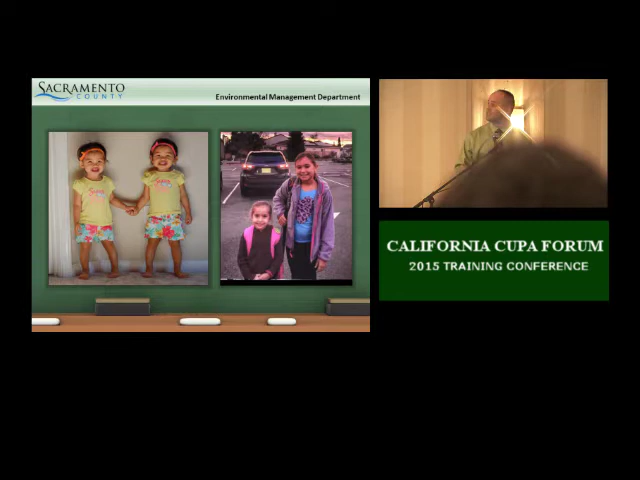 SACRAMENTO
COUNTY
Environmental Management Department
CALIFORNIA CUPA FORUM
2015 TRAINING CONFERENCE